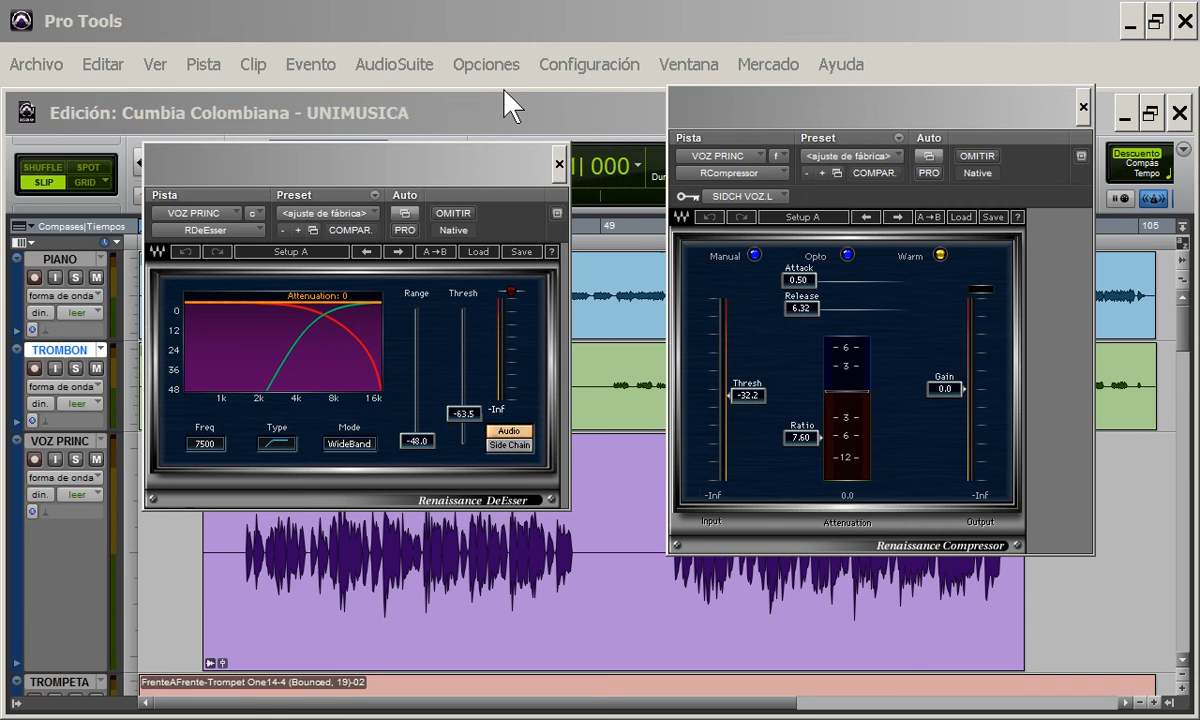 Pro Tools
Archivo Editar Ver Pista Clip Evento AudioSuite Opciones Configuración Ventana Mercado Ayuda
Edición: Cumbia Colombiana - UNIMUSICA
SHUFFLE SPOT
SLIP GRID
000
Dur
Descuento
Compás
Tempo
Compases|Tiempos
49
105
PIANO
I S M
forma de onda
din. leer
TROMBON
I S M
forma de onda
din. leer
VOZ PRINC
I S M
forma de onda
din. leer
TROMPETA
FrenteAFrente-Trompet One14-4 (Bounced, 19)-02
Pista Preset Auto
VOZ PRINC c <ajuste de fábrica> OMITIR
RDeEsser - + COMPAR. PRO Native
Setup A A→B Load Save ?
Attenuation: 0
Range Thresh
0
12
24
36
48
1k 2k 4k 8k 16k
-63.5
-48.0
-Inf
Freq Type Mode
7500 WideBand
Audio
Side Chain
Renaissance DeEsser
Pista Preset Auto
VOZ PRINC f <ajuste de fábrica> OMITIR
RCompressor - + COMPAR. PRO Native
SIDCH VOZ.L
Setup A A→B Load Save ?
Manual Opto Warm
Attack
0.50
Release
6.32
- 6 -
- 3 -
Thresh
-32.2
Gain
0.0
- 3 -
Ratio
7.60
- 6 -
- 12 -
-Inf 0.0 -Inf
Input Attenuation Output
Renaissance Compressor